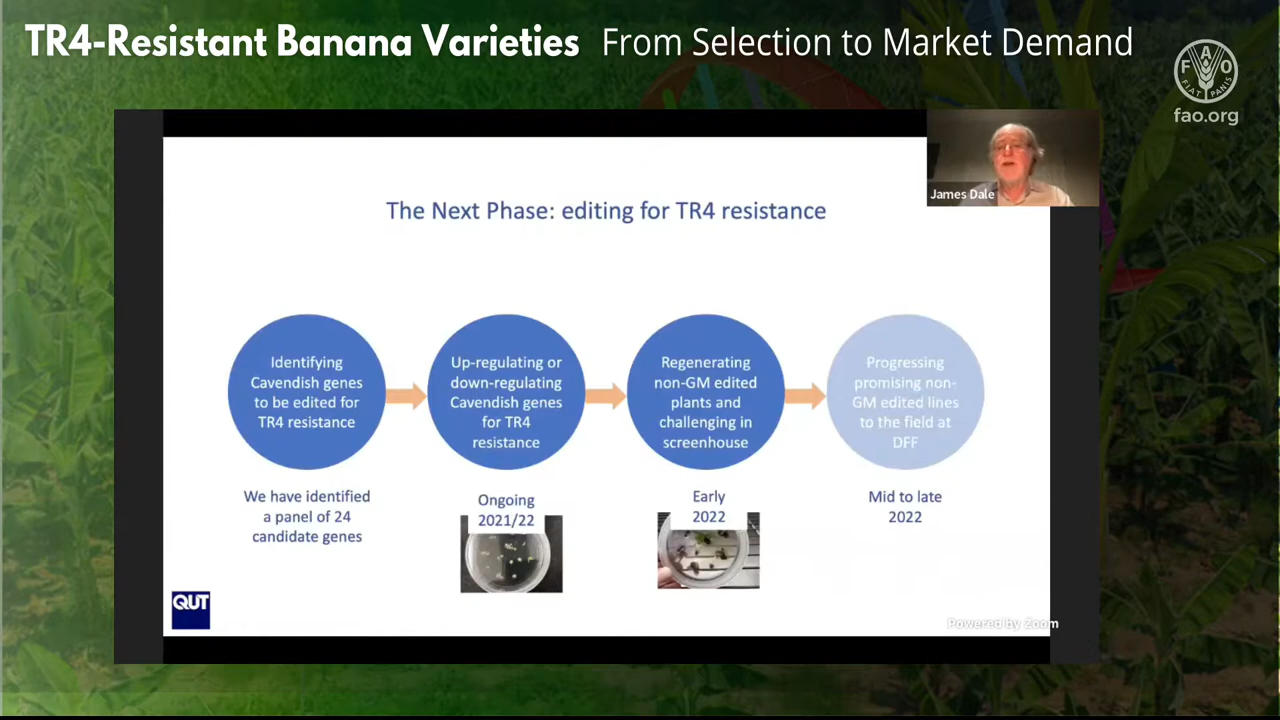 TR4-Resistant Banana Varieties From Selection to Market Demand
FAO
FIAT PANIS
fao.org
James Dale
The Next Phase: editing for TR4 resistance
Identifying
Cavendish genes
to be edited for
TR4 resistance
Up-regulating or
down-regulating
Cavendish genes
for TR4
resistance
Regenerating
non-GM edited
plants and
challenging in
screenhouse
Progressing
promising non-
GM edited lines
to the field at
DFF
We have identified
a panel of 24
candidate genes
Ongoing
2021/22
Early
2022
Mid to late
2022
QUT
Powered by Zoom